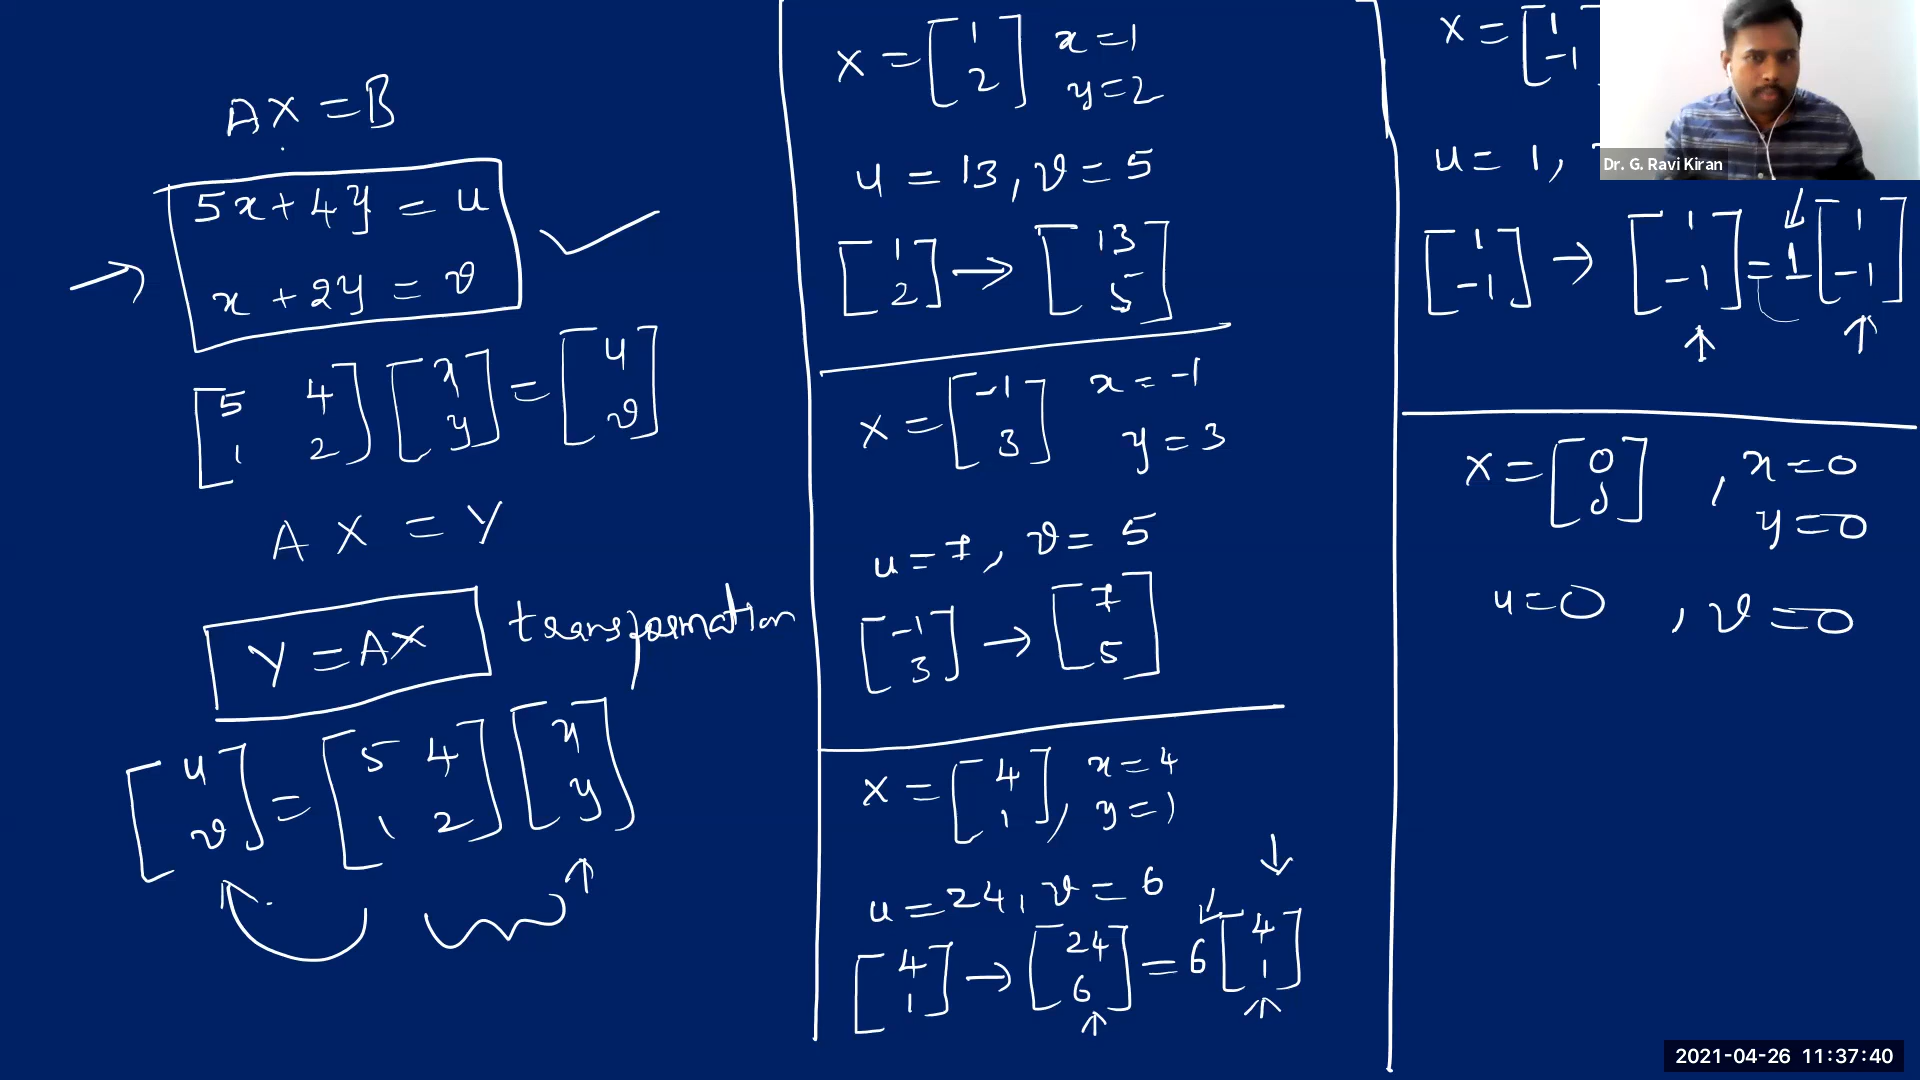 AX = B
5x + 4y = u
x + 2y = v
[5 4
1 2] [x
y] = [u
v]
AX = Y
Y = AX transformation
[u
v] = [5 4
1 2] [x
y]
X = [1
2] x = 1
y = 2
u = 13, v = 5
[1
2] → [13
5]
X = [-1
3] x = -1
y = 3
u = 7, v = 5
[-1
3] → [7
5]
X = [4
1], x = 4
y = 1
u = 24, v = 6
[4
1] → [24
6] = 6 [4
1]
X = [1
-1
u = 1,
[1
-1] → [1
-1] = 1 [1
-1]
X = [0
0], x = 0
y = 0
u = 0, v = 0
Dr. G. Ravi Kiran
2021-04-26 11:37:40